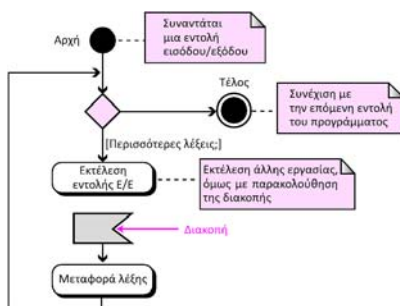 Αρχή
Συναντάται
μια εντολή
εισόδου/εξόδου
Τέλος
Συνέχιση με
την επόμενη εντολή
του προγράμματος
[Περισσότερες λέξεις;]
Εκτέλεση
εντολής Ε/Ε
Εκτέλεση άλλης εργασίας,
όμως με παρακολούθηση
της διακοπής
Διακοπή
Μεταφορά λέξης